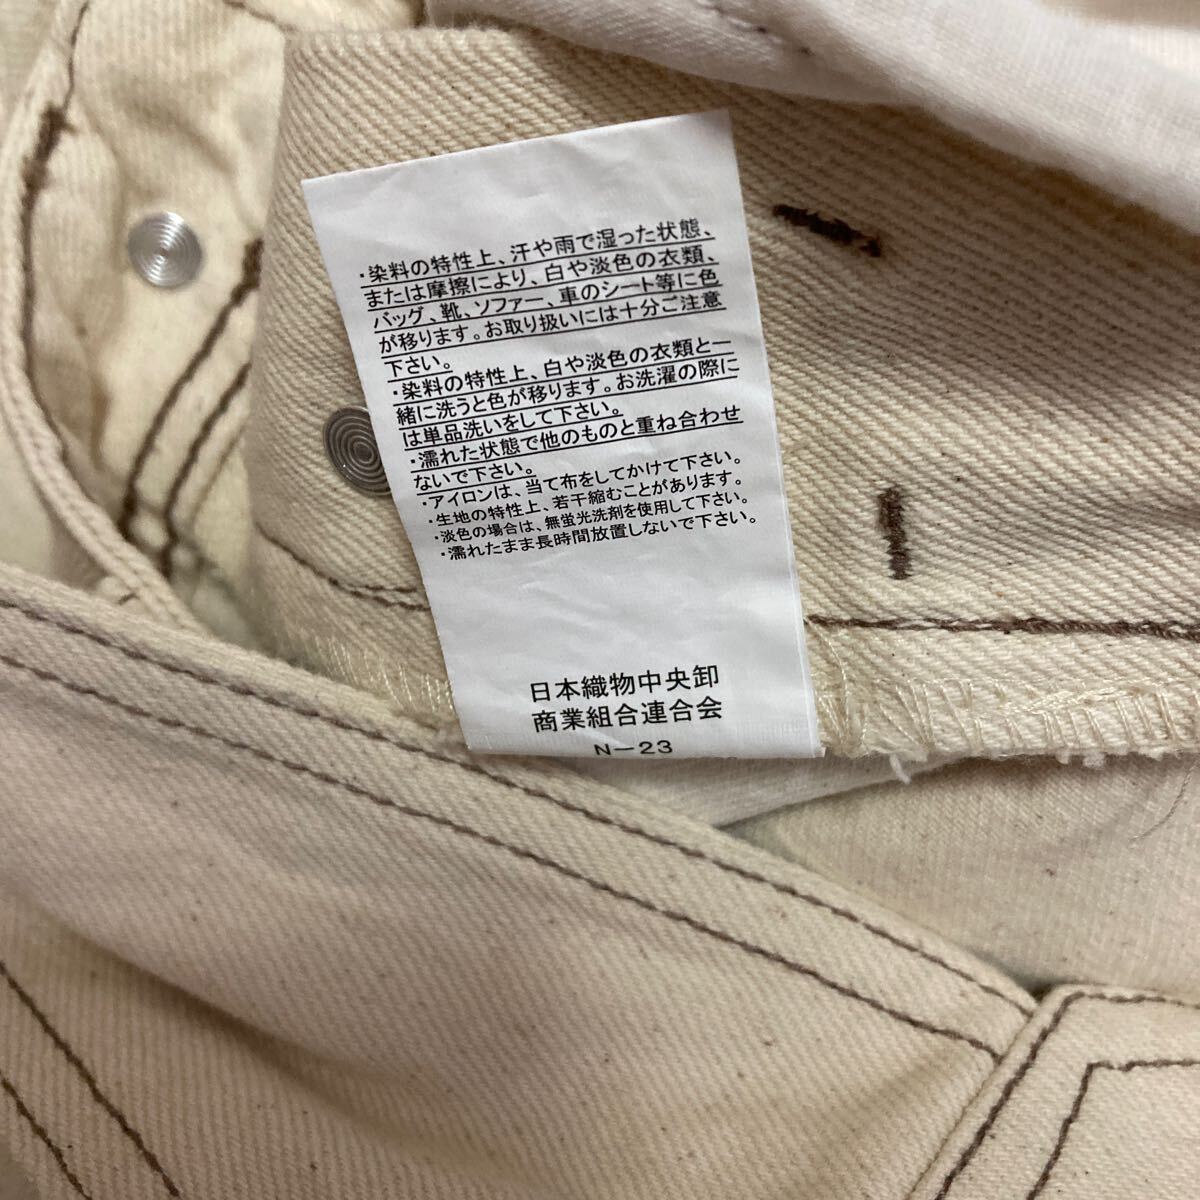 ・染料の特性上、汗や雨で湿った状態、
または摩擦により、白や淡色の衣類、
バッグ、靴、ソファー、車のシート等に色
が移ります。お取り扱いには十分ご注意
下さい。
・染料の特性上、白や淡色の衣類と一
緒に洗うと色が移ります。お洗濯の際に
は単品洗いをして下さい。
・濡れた状態で他のものと重ね合わせ
ないで下さい。
・アイロンは、当て布をしてかけて下さい。
・生地の特性上、若干縮むことがあります。
・淡色の場合は、無蛍光洗剤を使用して下さい。
・濡れたまま長時間放置しないで下さい。
日本織物中央卸
商業組合連合会
N－23